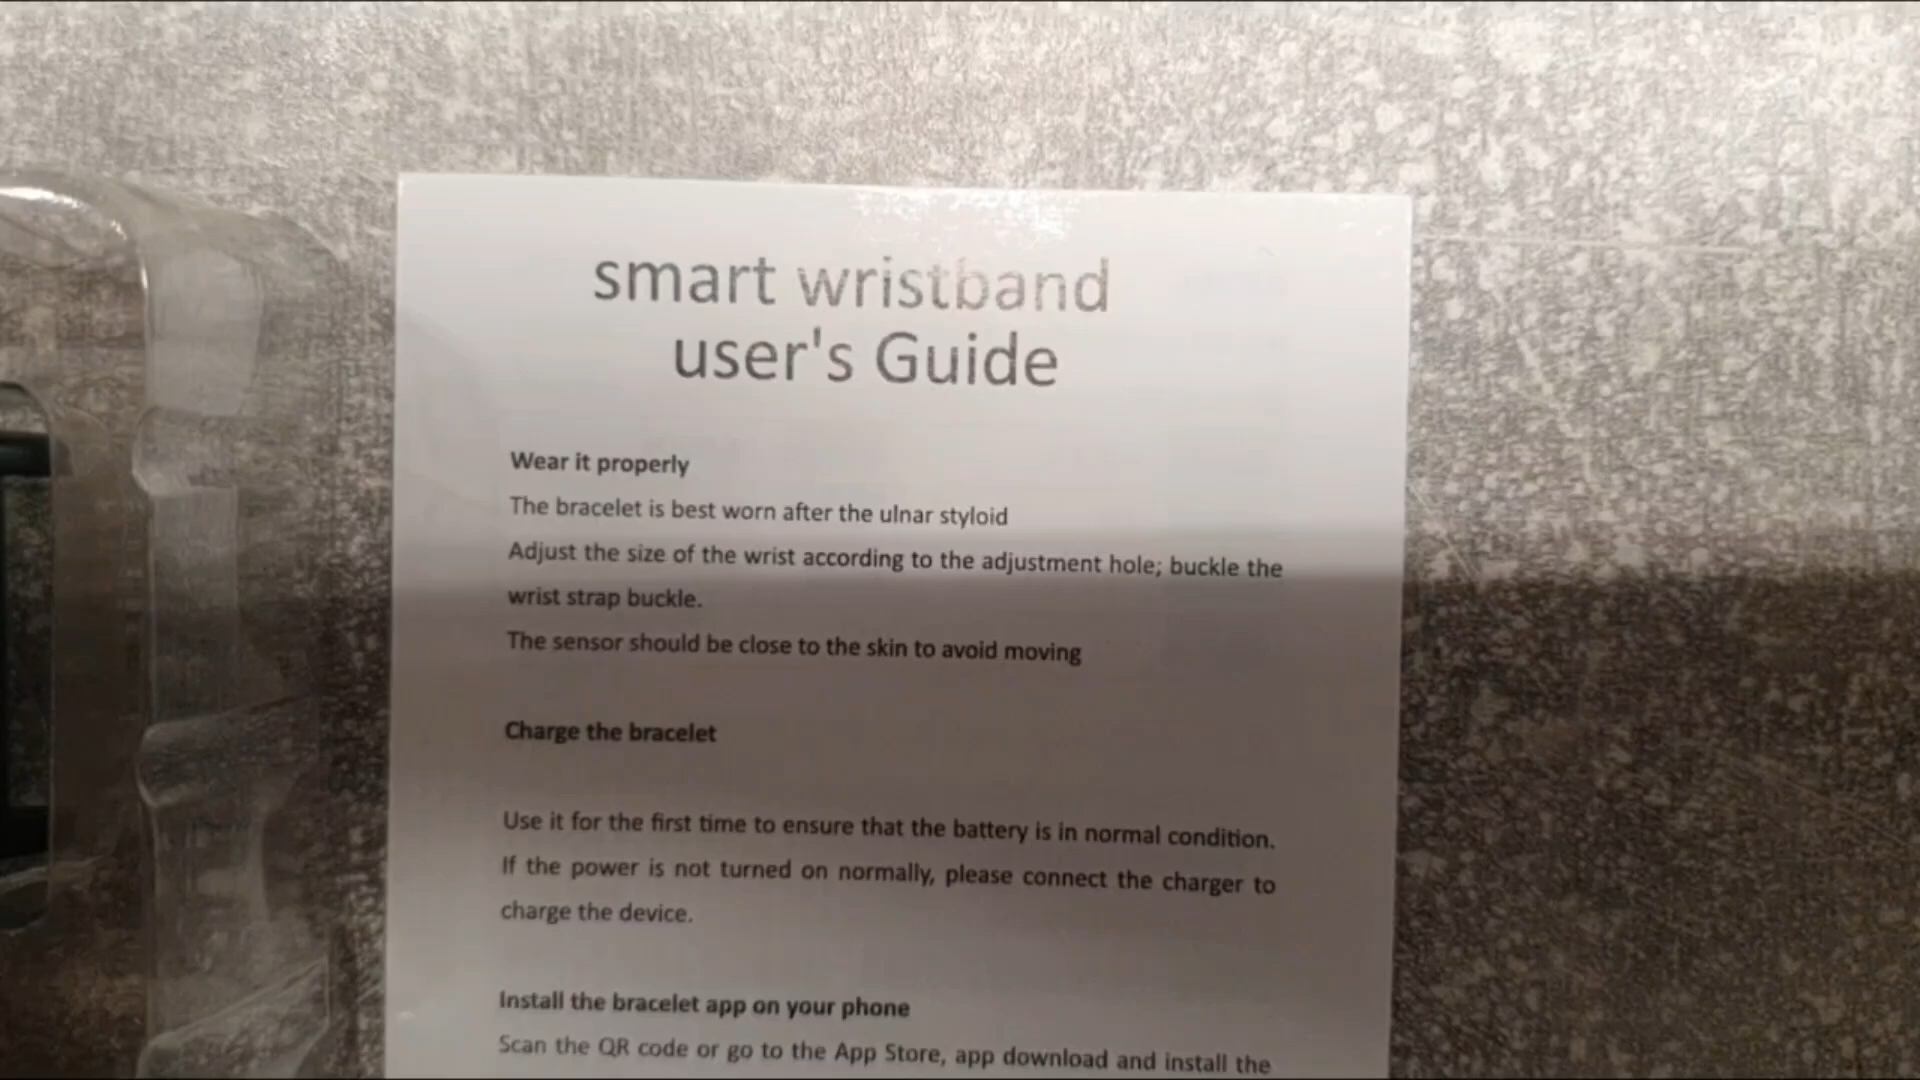 smart wristband
user's Guide
Wear it properly
The bracelet is best worn after the ulnar styloid
Adjust the size of the wrist according to the adjustment hole; buckle the
wrist strap buckle.
The sensor should be close to the skin to avoid moving
Charge the bracelet
Use it for the first time to ensure that the battery is in normal condition.
If the power is not turned on normally, please connect the charger to
charge the device.
Install the bracelet app on your phone
Scan the QR code or go to the App Store, app download and install the